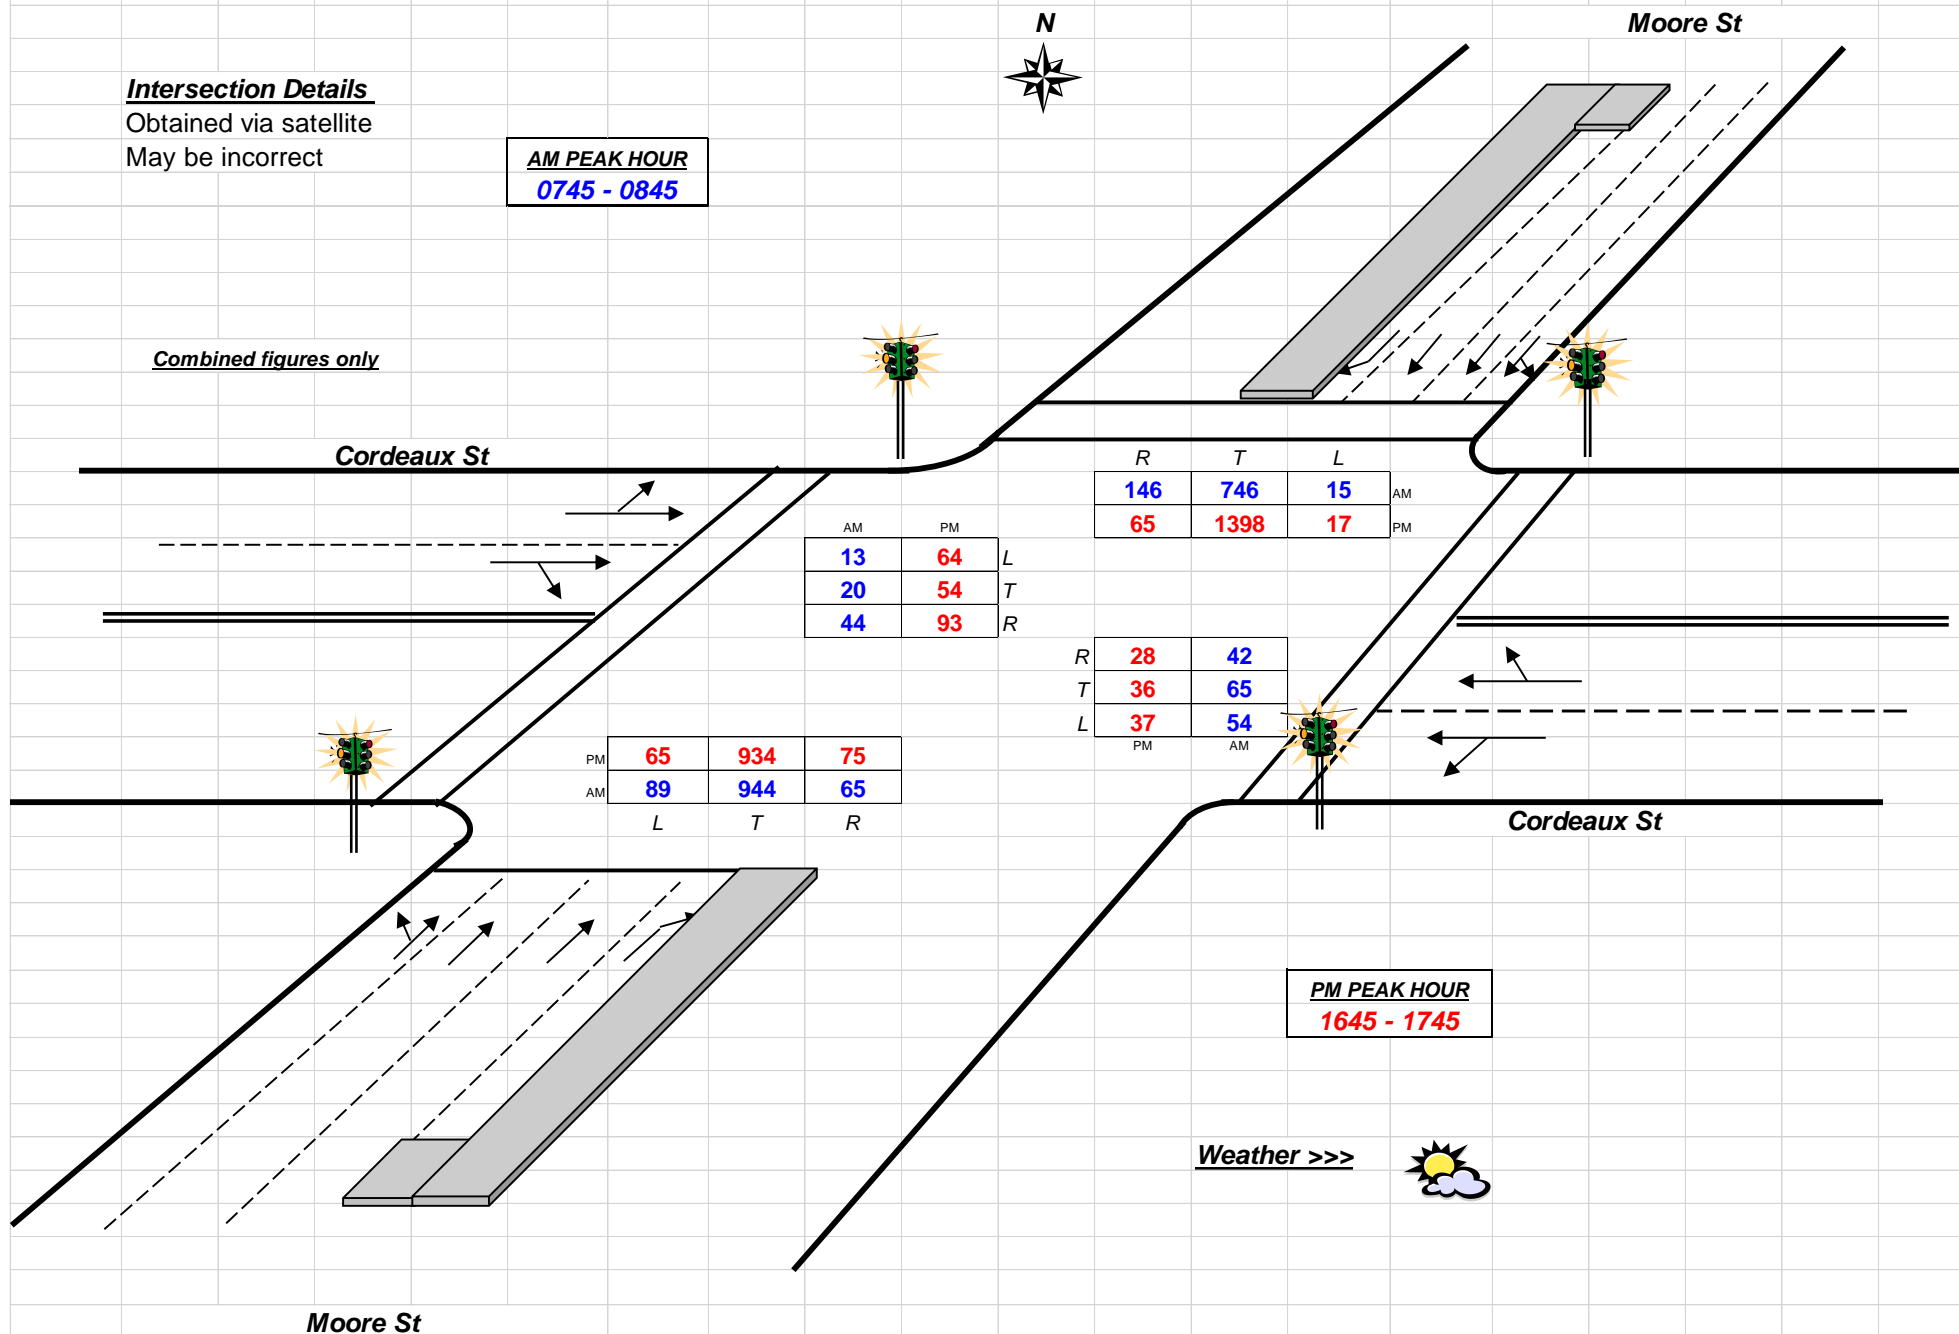 N
Moore St
Intersection Details
Obtained via satellite
May be incorrect
AM PEAK HOUR
0745 - 0845
Combined figures only
Cordeaux St
R T L
146 746 15 AM
65 1398 17 PM
AM PM
13 64 L
20 54 T
44 93 R
R 28 42
T 36 65
L 37 54
PM AM
PM 65 934 75
AM 89 944 65
L T R
Cordeaux St
PM PEAK HOUR
1645 - 1745
Weather >>>
Moore St